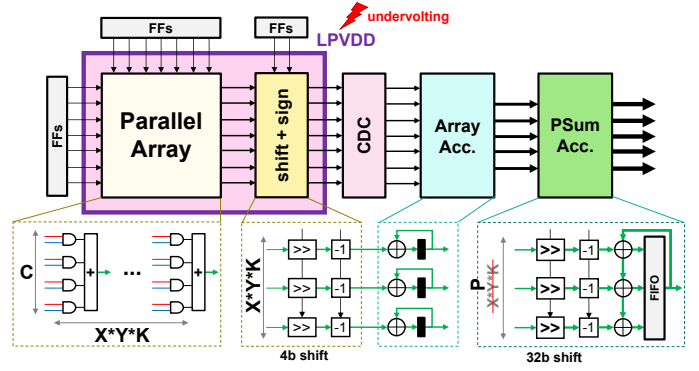 undervolting
FFs
FFs
LPVDD
FFs
Parallel
Array
shift + sign
CDC
Array
Acc.
PSum
Acc.
C
+
...
+
X*Y*K
X*Y*K
>>
-1
>>
-1
>>
-1
4b shift
P
X*Y*K
>>
-1
>>
-1
>>
-1
FIFO
32b shift